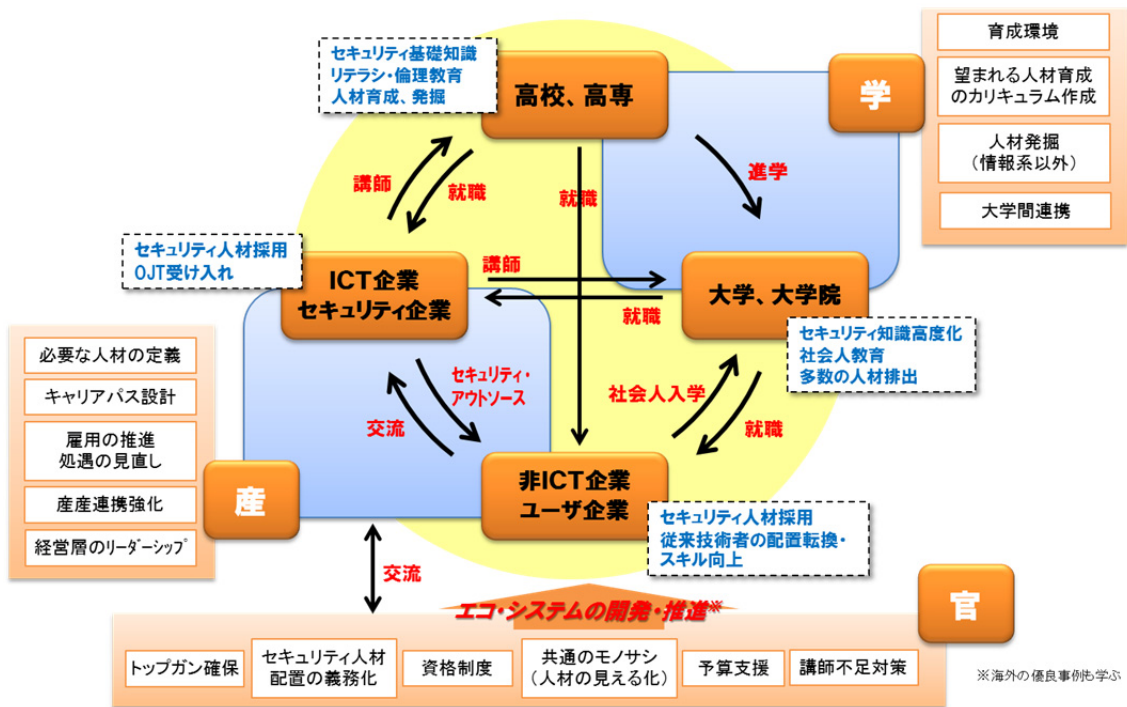 セキュリティ基礎知識
リテラシ・倫理教育
人材育成、発掘
高校、高専
学
育成環境
望まれる人材育成
のカリキュラム作成
人材発掘
（情報系以外）
大学間連携
講師
就職
就職
進学
セキュリティ人材採用
OJT受け入れ
ICT企業
セキュリティ企業
講師
就職
大学、大学院
セキュリティ知識高度化
社会人教育
多数の人材排出
必要な人材の定義
キャリアパス設計
雇用の推進
処遇の見直し
産産連携強化
経営層のリーダーシップ
産
セキュリティ・
アウトソース
交流
社会人入学
就職
非ICT企業
ユーザ企業
セキュリティ人材採用
従来技術者の配置転換・
スキル向上
交流
エコ・システムの開発・推進※
官
トップガン確保
セキュリティ人材
配置の義務化
資格制度
共通のモノサシ
（人材の見える化）
予算支援
講師不足対策
※海外の優良事例も学ぶ